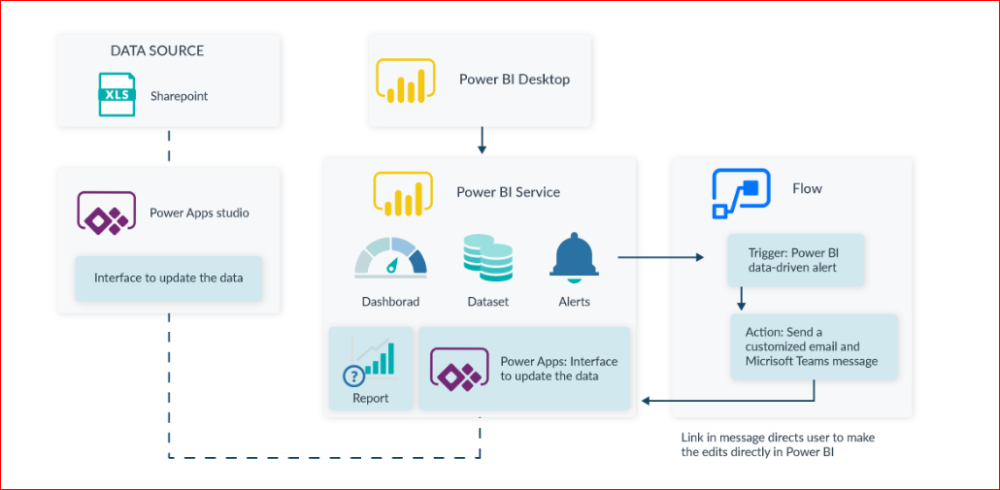 DATA SOURCE
XLS
Sharepoint
Power Apps studio
Interface to update the data
Power BI Desktop
Power BI Service
Dashborad
Dataset
Alerts
?
Report
Power Apps: Interface
to update the data
Flow
Trigger: Power BI
data-driven alert
Action: Send a
customized email and
Micrisoft Teams message
Link in message directs user to make
the edits directly in Power BI